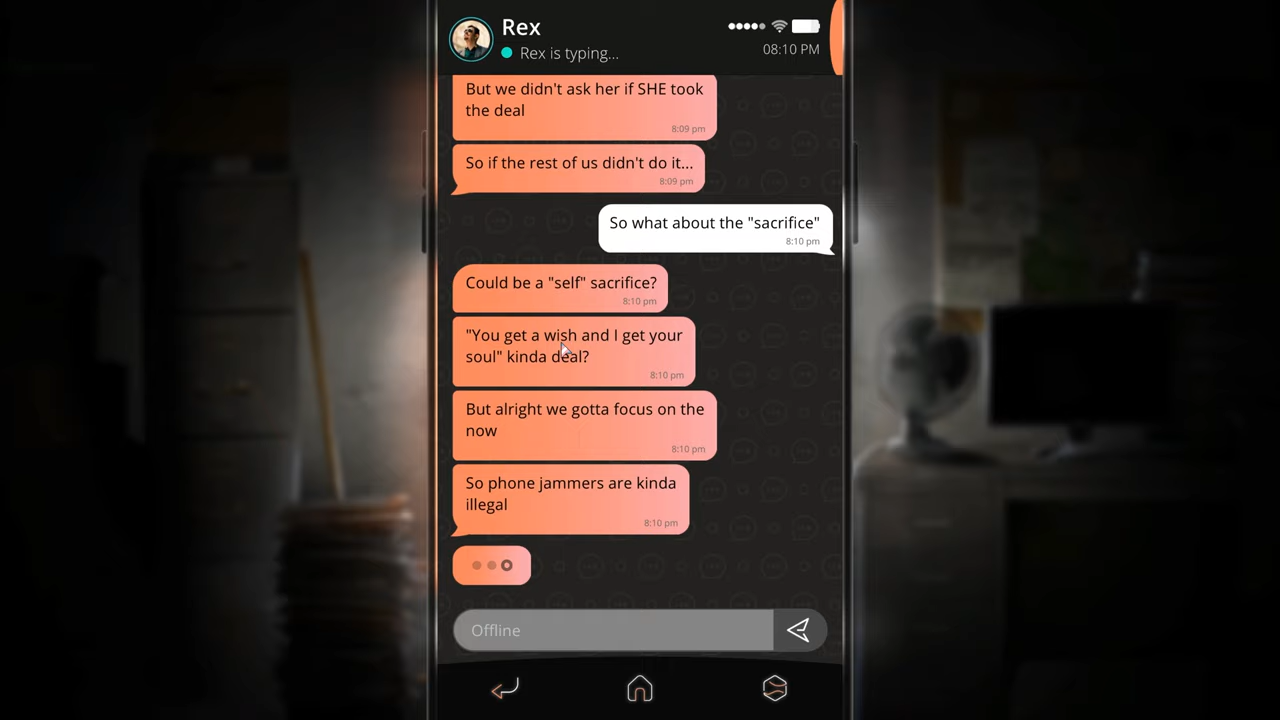 Rex
Rex is typing...
08:10 PM
But we didn't ask her if SHE took
the deal
8:09 pm
So if the rest of us didn't do it...
8:09 pm
So what about the "sacrifice"
8:10 pm
Could be a "self" sacrifice?
8:10 pm
"You get a wish and I get your
soul" kinda deal?
8:10 pm
But alright we gotta focus on the
now
8:10 pm
So phone jammers are kinda
illegal
8:10 pm
Offline